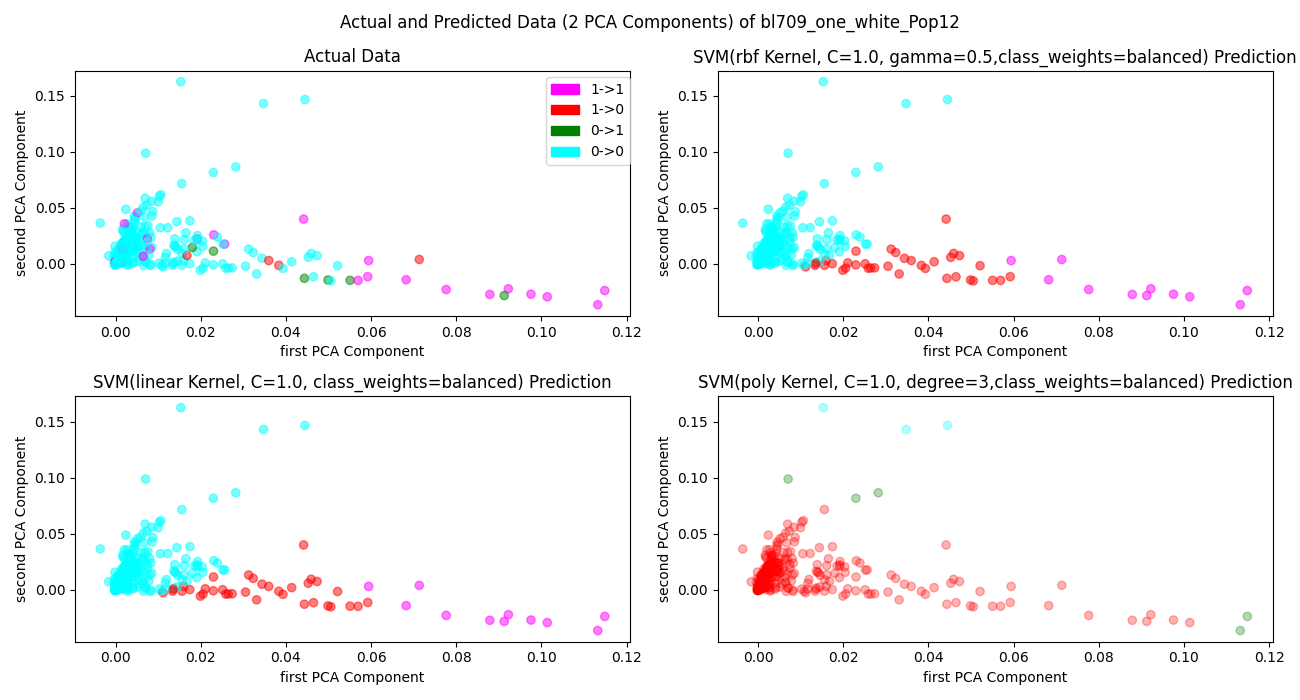 Actual and Predicted Data (2 PCA Components) of bl709_one_white_Pop12
Actual Data
second PCA Component
0.15
0.10
0.05
0.00
1->1
1->0
0->1
0->0
0.00 0.02 0.04 0.06 0.08 0.10 0.12
first PCA Component
SVM(rbf Kernel, C=1.0, gamma=0.5,class_weights=balanced) Prediction
second PCA Component
0.15
0.10
0.05
0.00
0.00 0.02 0.04 0.06 0.08 0.10 0.12
first PCA Component
SVM(linear Kernel, C=1.0, class_weights=balanced) Prediction
second PCA Component
0.15
0.10
0.05
0.00
0.00 0.02 0.04 0.06 0.08 0.10 0.12
first PCA Component
SVM(poly Kernel, C=1.0, degree=3,class_weights=balanced) Prediction
second PCA Component
0.15
0.10
0.05
0.00
0.00 0.02 0.04 0.06 0.08 0.10 0.12
first PCA Component